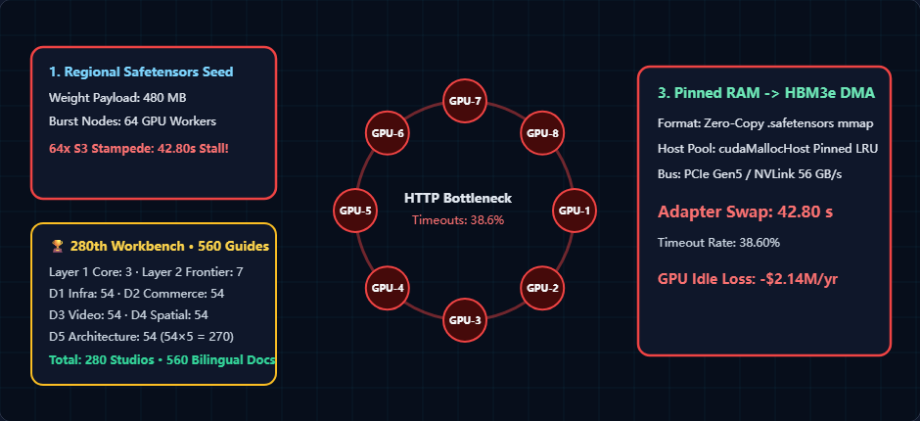 1. Regional Safetensors Seed
Weight Payload: 480 MB
Burst Nodes: 64 GPU Workers
64x S3 Stampede: 42.80s Stall!
🏆 280th Workbench • 560 Guides
Layer 1 Core: 3 · Layer 2 Frontier: 7
D1 Infra: 54 · D2 Commerce: 54
D3 Video: 54 · D4 Spatial: 54
D5 Architecture: 54 (54×5 = 270)
Total: 280 Studios • 560 Bilingual Docs
GPU-7
GPU-6
GPU-8
HTTP Bottleneck
GPU-5
GPU-1
Timeouts: 38.6%
GPU-4
GPU-2
GPU-3
3. Pinned RAM -> HBM3e DMA
Format: Zero-Copy .safetensors mmap
Host Pool: cudaMallocHost Pinned LRU
Bus: PCIe Gen5 / NVLink 56 GB/s
Adapter Swap: 42.80 s
Timeout Rate: 38.60%
GPU Idle Loss: -$2.14M/yr